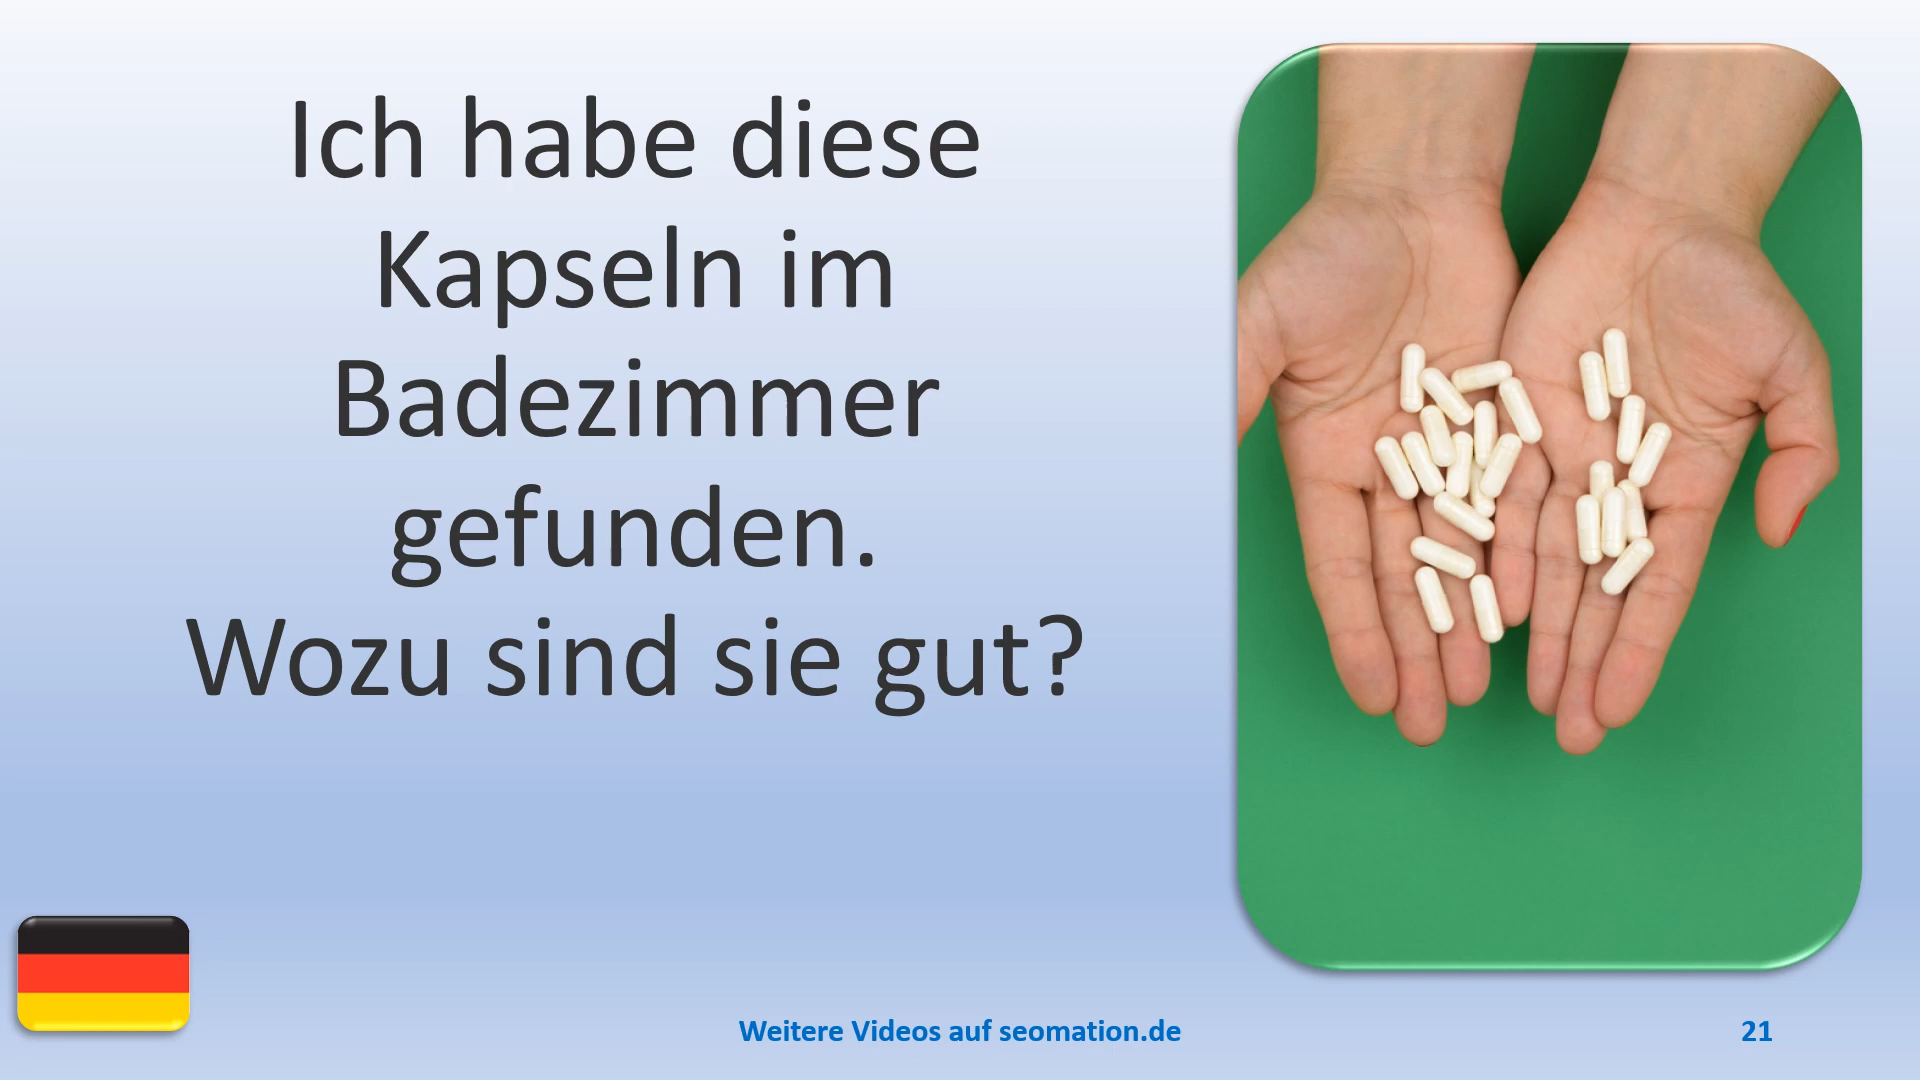 Ich habe diese
Kapseln im
Badezimmer
gefunden.
Wozu sind sie gut?
Weitere Videos auf seomation.de
21